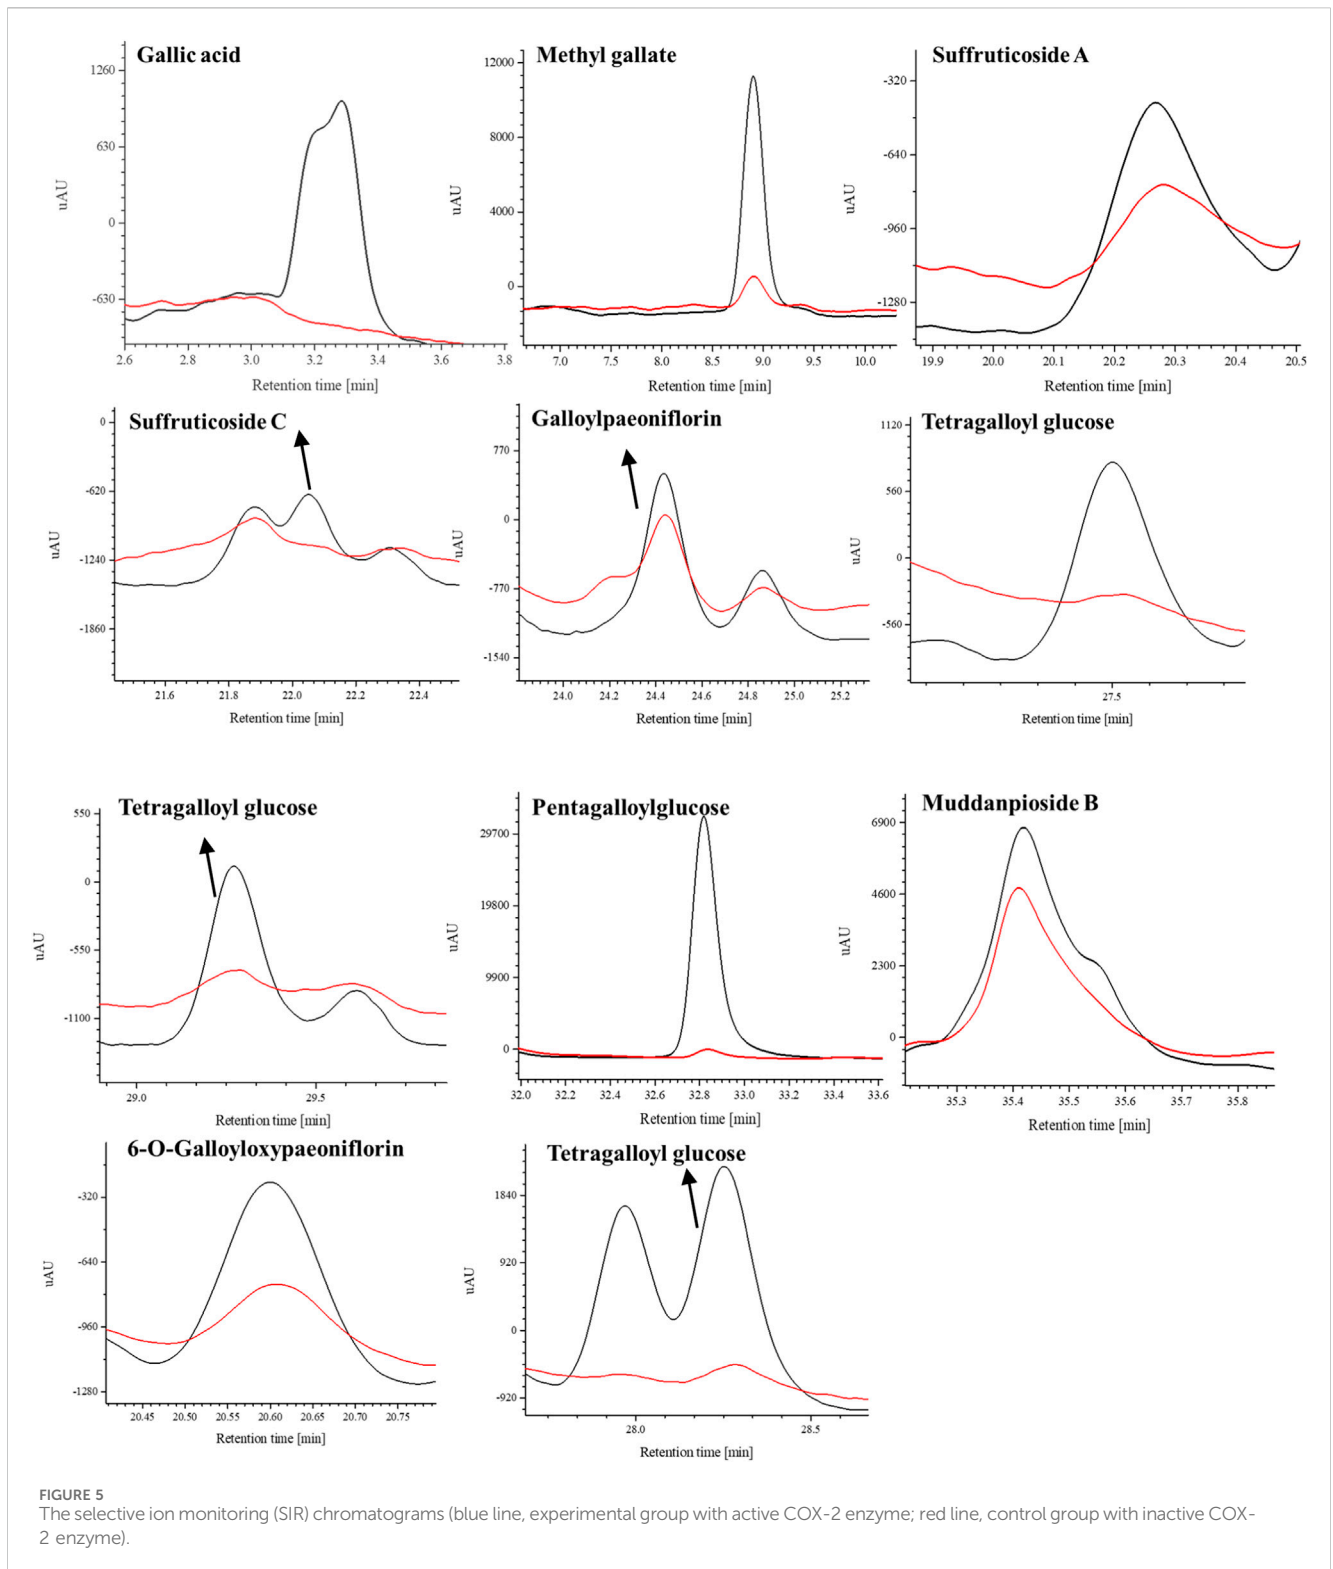 Gallic acid
1260
630
0
-630
uAU
2.6 2.8 3.0 3.2 3.4 3.6 3.8
Retention time [min]
Methyl gallate
12000
8000
4000
0
uAU
7.0 7.5 8.0 8.5 9.0 9.5 10.0
Retention time [min]
Suffruticoside A
-320
-640
-960
-1280
uAU
19.9 20.0 20.1 20.2 20.3 20.4 20.5
Retention time [min]
Suffruticoside C
0
-620
-1240
-1860
uAU
21.6 21.8 22.0 22.2 22.4
Retention time [min]
Galloylpaeoniflorin
770
0
-770
-1540
uAU
24.0 24.2 24.4 24.6 24.8 25.0 25.2
Retention time [min]
Tetragalloyl glucose
1120
560
0
-560
uAU
27.5
Retention time [min]
Tetragalloyl glucose
550
0
-550
-1100
uAU
29.0 29.5
Retention time [min]
Pentagalloylglucose
29700
19800
9900
0
uAU
32.0 32.2 32.4 32.6 32.8 33.0 33.2 33.4 33.6
Retention time [min]
Muddanpioside B
6900
4600
2300
0
uAU
35.3 35.4 35.5 35.6 35.7 35.8
Retention time [min]
6-O-Galloyloxypaeoniflorin
-320
-640
-960
-1280
uAU
20.45 20.50 20.55 20.60 20.65 20.70 20.75
Retention time [min]
Tetragalloyl glucose
1840
920
0
-920
uAU
28.0 28.5
Retention time [min]
FIGURE 5
The selective ion monitoring (SIR) chromatograms (blue line, experimental group with active COX-2 enzyme; red line, control group with inactive COX-
2 enzyme).